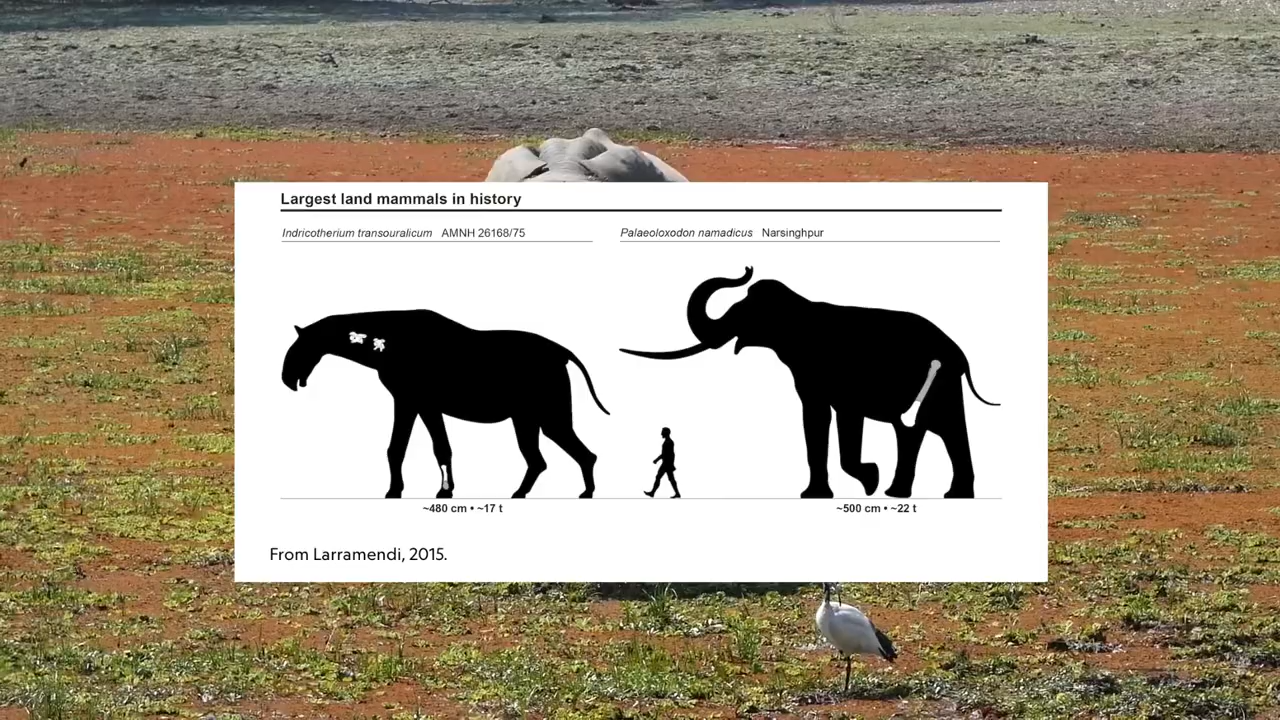 Largest land mammals in history
Indricotherium transouralicum AMNH 26168/75
Palaeoloxodon namadicus Narsinghpur
~480 cm • ~17 t
~500 cm • ~22 t
From Larramendi, 2015.